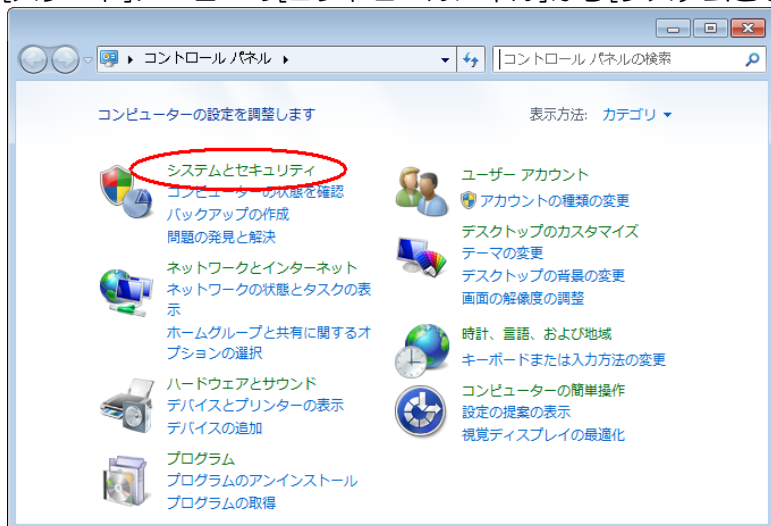 コントロール パネル
コントロール パネルの検索
コンピューターの設定を調整します
表示方法: カテゴリ
システムとセキュリティ
コンピューターの状態を確認
バックアップの作成
問題の発見と解決
ネットワークとインターネット
ネットワークの状態とタスクの表
示
ホームグループと共有に関するオ
プションの選択
ハードウェアとサウンド
デバイスとプリンターの表示
デバイスの追加
プログラム
プログラムのアンインストール
プログラムの取得
ユーザー アカウント
アカウントの種類の変更
デスクトップのカスタマイズ
テーマの変更
デスクトップの背景の変更
画面の解像度の調整
時計、言語、および地域
キーボードまたは入力方法の変更
コンピューターの簡単操作
設定の提案の表示
視覚ディスプレイの最適化